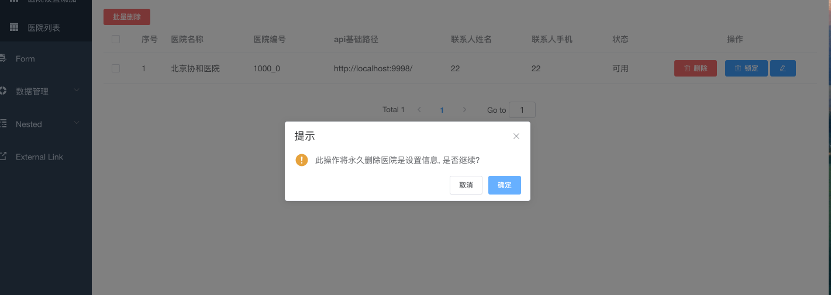 批量删除
医院列表
序号 医院名称 医院编号 api基础路径 联系人姓名 联系人手机 状态 操作
Form
1 北京协和医院 1000_0 http://localhost:9998/ 22 22 可用 删除 锁定
数据管理
Total 1 1 Go to 1
Nested
提示
External Link
此操作将永久删除医院是设置信息, 是否继续?
取消 确定